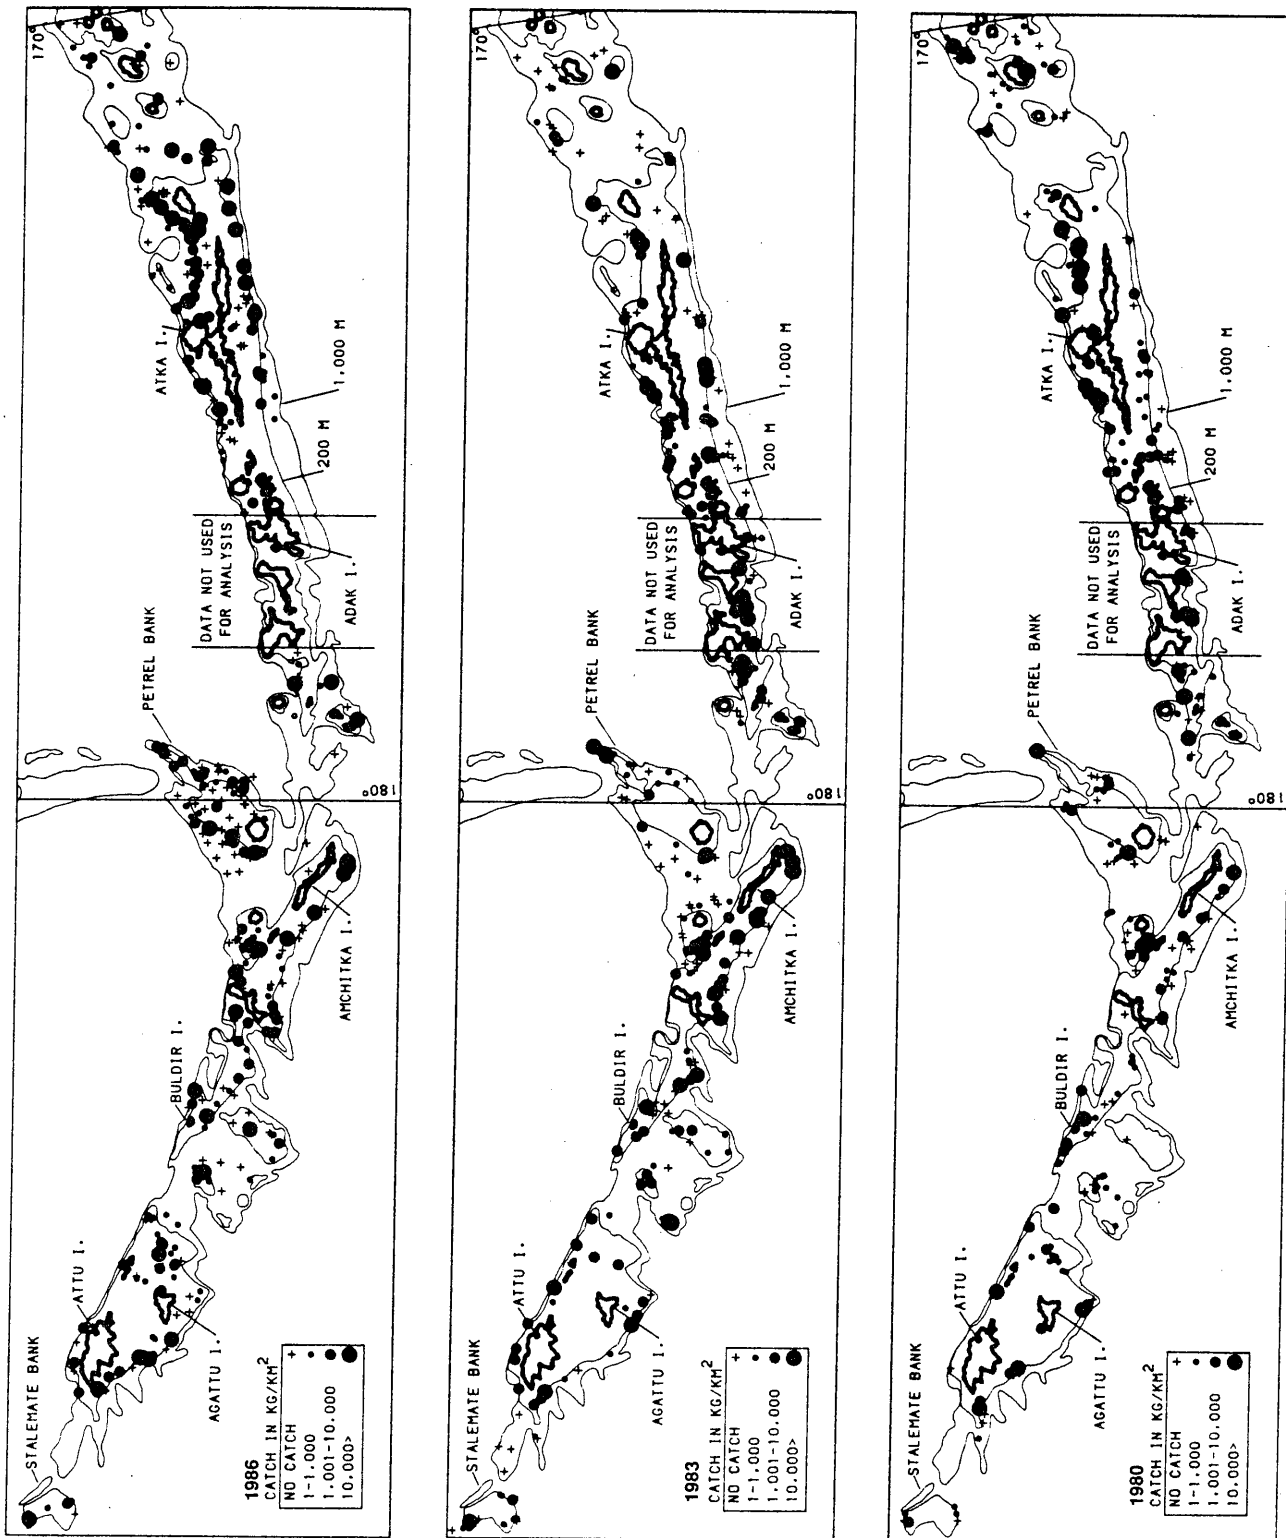 1986
CATCH IN KG/KM²
NO CATCH +
1-1.000
1.001-10.000
10.000>
STALEMATE BANK
ATTU I.
AGATTU I.
BULDIR I.
AMCHITKA I.
PETREL BANK
180°
DATA NOT USED
FOR ANALYSIS
ADAK I.
200 M
1.000 M
ATKA I.
170°
1983
CATCH IN KG/KM²
NO CATCH +
1-1.000
1.001-10.000
10.000>
STALEMATE BANK
ATTU I.
AGATTU I.
BULDIR I.
AMCHITKA I.
PETREL BANK
180°
DATA NOT USED
FOR ANALYSIS
ADAK I.
200 M
1.000 M
ATKA I.
170°
1980
CATCH IN KG/KM²
NO CATCH +
1-1.000
1.001-10.000
10.000>
STALEMATE BANK
ATTU I.
AGATTU I.
BULDIR I.
AMCHITKA I.
PETREL BANK
180°
DATA NOT USED
FOR ANALYSIS
ADAK I.
200 M
1.000 M
ATKA I.
170°